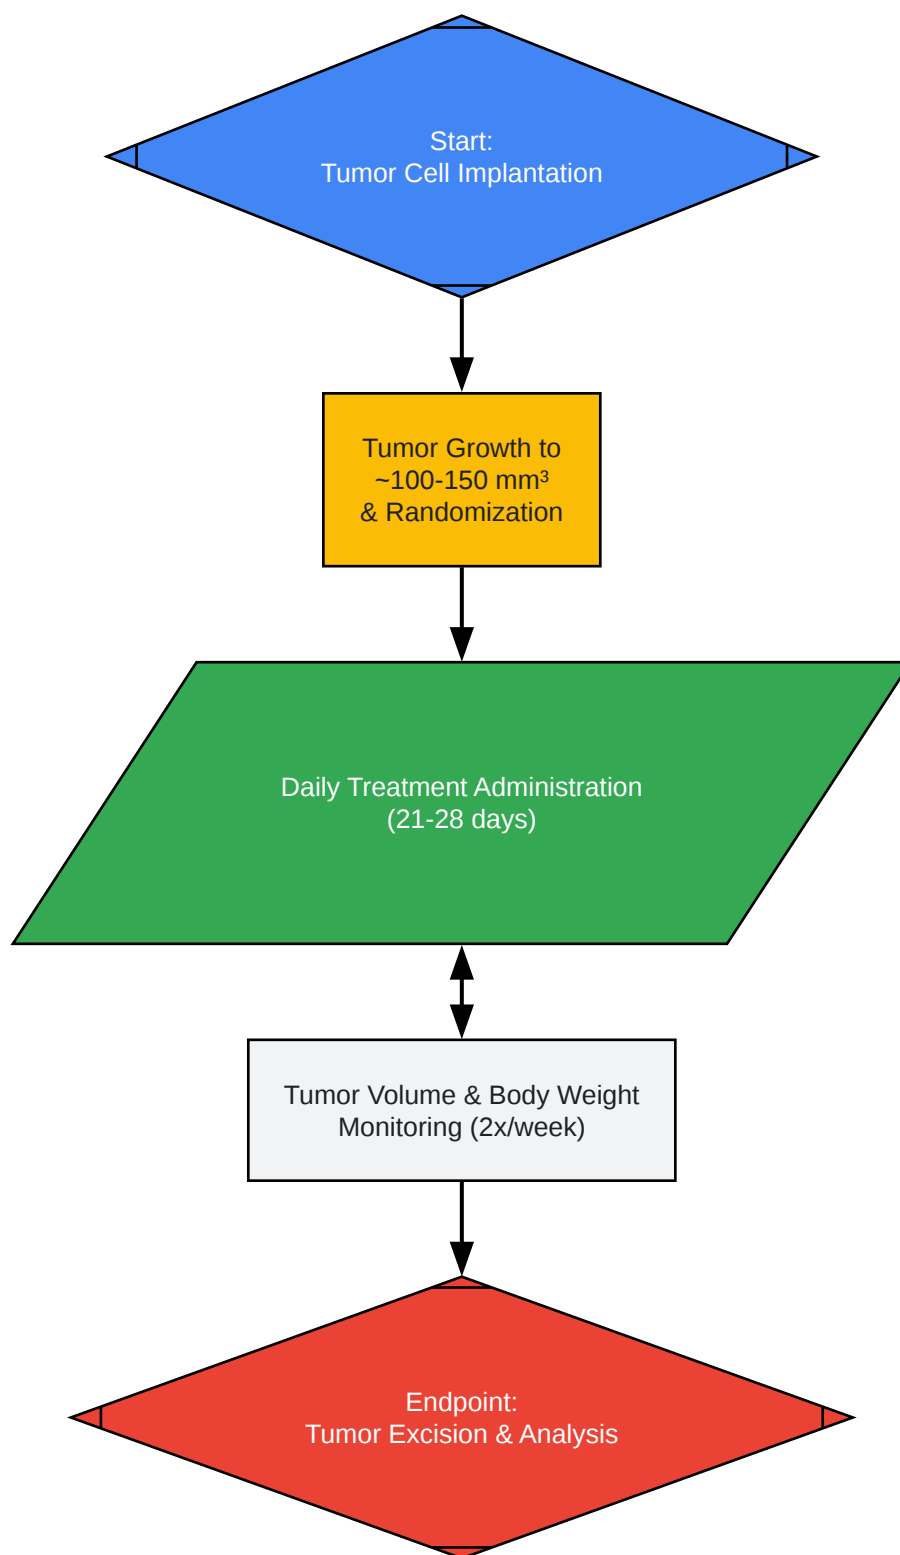 Start:
Tumor Cell Implantation
Tumor Growth to
~100-150 mm³
& Randomization
Daily Treatment Administration
(21-28 days)
Tumor Volume & Body Weight
Monitoring (2x/week)
Endpoint:
Tumor Excision & Analysis